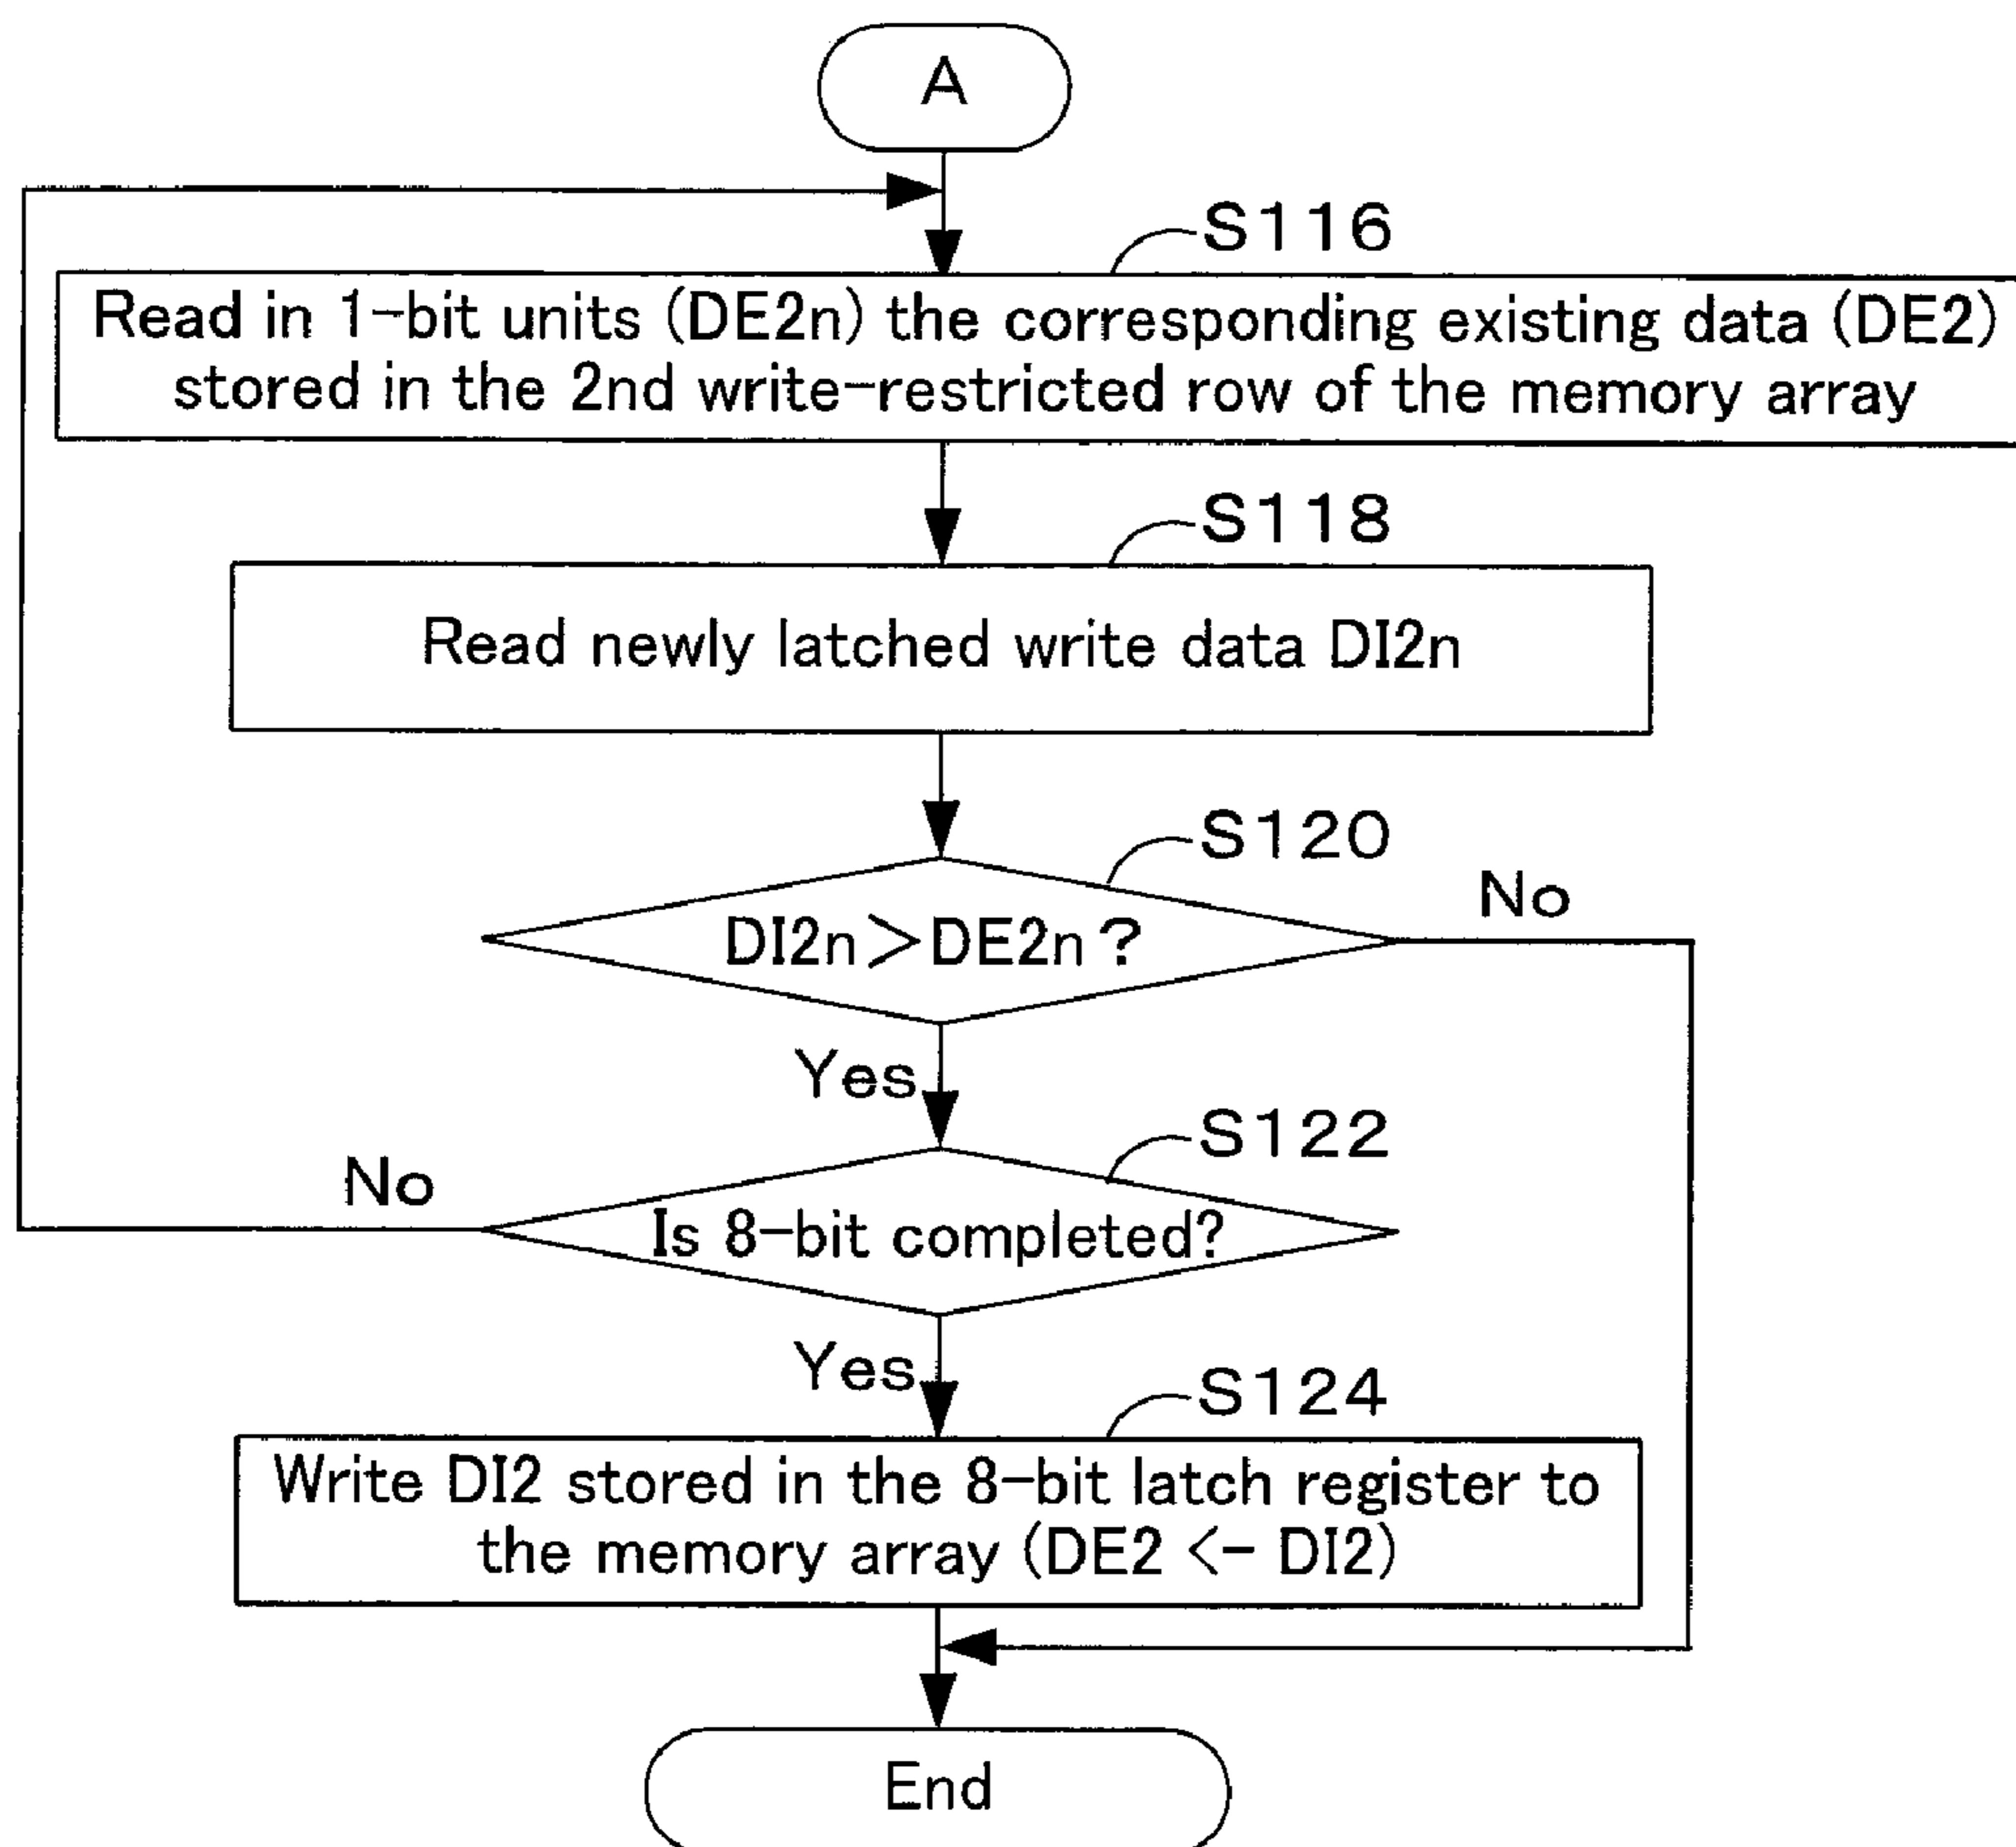 A
S116
Read in 1-bit units (DE2n) the corresponding existing data (DE2)
stored in the 2nd write-restricted row of the memory array
S118
Read newly latched write data DI2n
S120
No
DI2n>DE2n?
Yes
S122
No
Is 8-bit completed?
Yes
S124
Write DI2 stored in the 8-bit latch register to
the memory array (DE2 <- DI2)
End